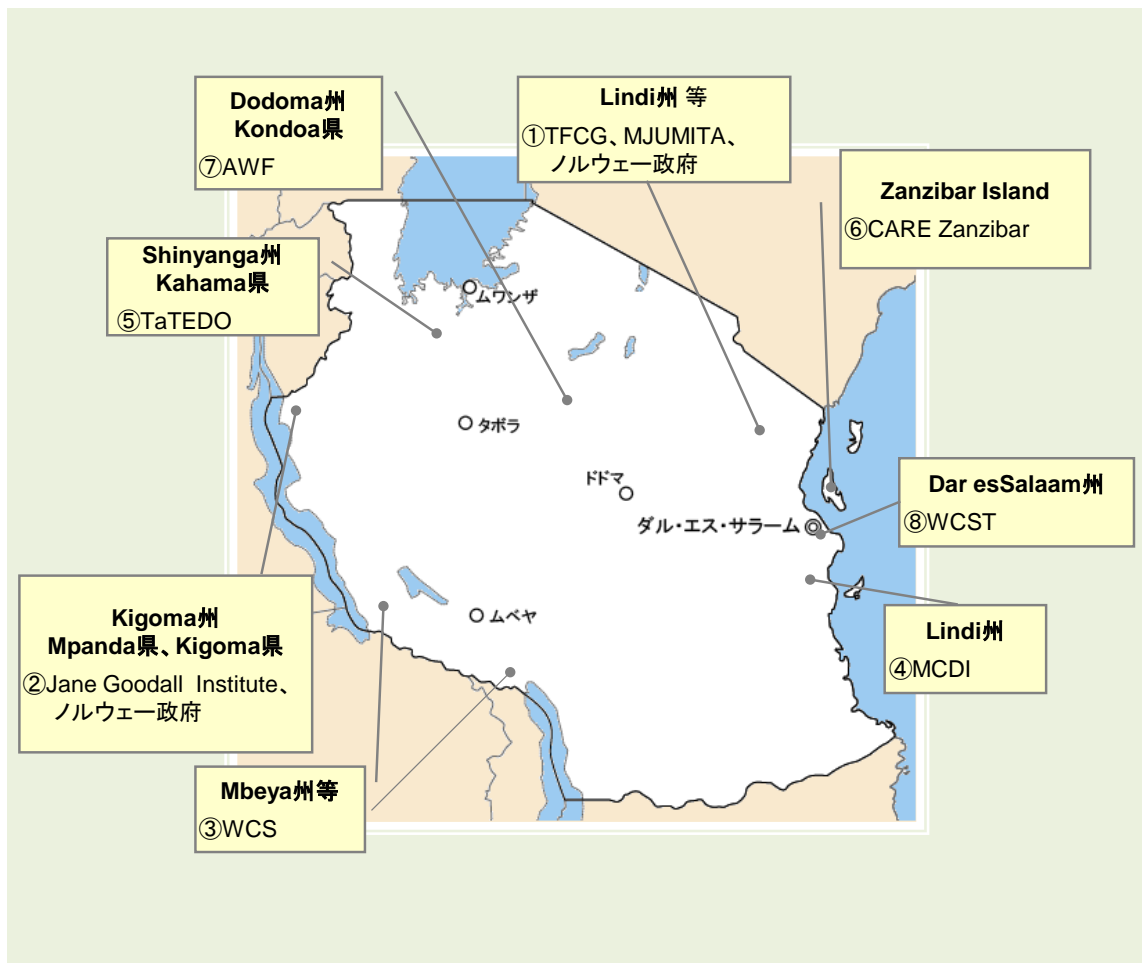 Dodoma州
Kondoa県
⑦AWF
Lindi州 等
①TFCG、MJUMITA、
ノルウェー政府
Zanzibar Island
⑥CARE Zanzibar
Shinyanga州
Kahama県
⑤TaTEDO
ムワンザ
タボラ
ドドマ
ダル・エス・サラーム
Dar esSalaam州
⑧WCST
ムベヤ
Kigoma州
Mpanda県、Kigoma県
②Jane Goodall Institute、
ノルウェー政府
Lindi州
④MCDI
Mbeya州等
③WCS